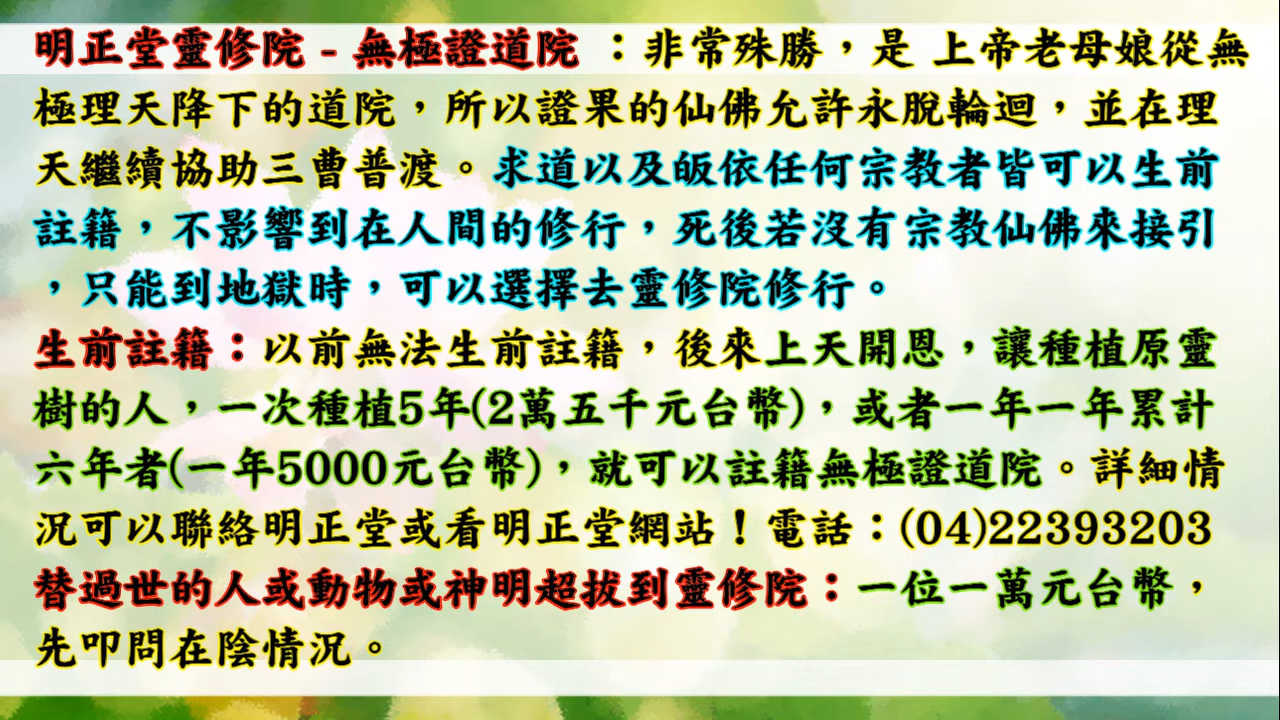 明正堂靈修院 - 無極證道院 ：非常殊勝，是 上帝老母娘從無
極理天降下的道院，所以證果的仙佛允許永脫輪迴，並在理
天繼續協助三曹普渡。求道以及皈依任何宗教者皆可以生前
註籍，不影響到在人間的修行，死後若沒有宗教仙佛來接引
，只能到地獄時，可以選擇去靈修院修行。
生前註籍：以前無法生前註籍，後來上天開恩，讓種植原靈
樹的人，一次種植5年(2萬五千元台幣)，或者一年一年累計
六年者(一年5000元台幣)，就可以註籍無極證道院。詳細情
況可以聯絡明正堂或看明正堂網站！電話：(04)22393203
替過世的人或動物或神明超拔到靈修院：一位一萬元台幣，
先叩問在陰情況。